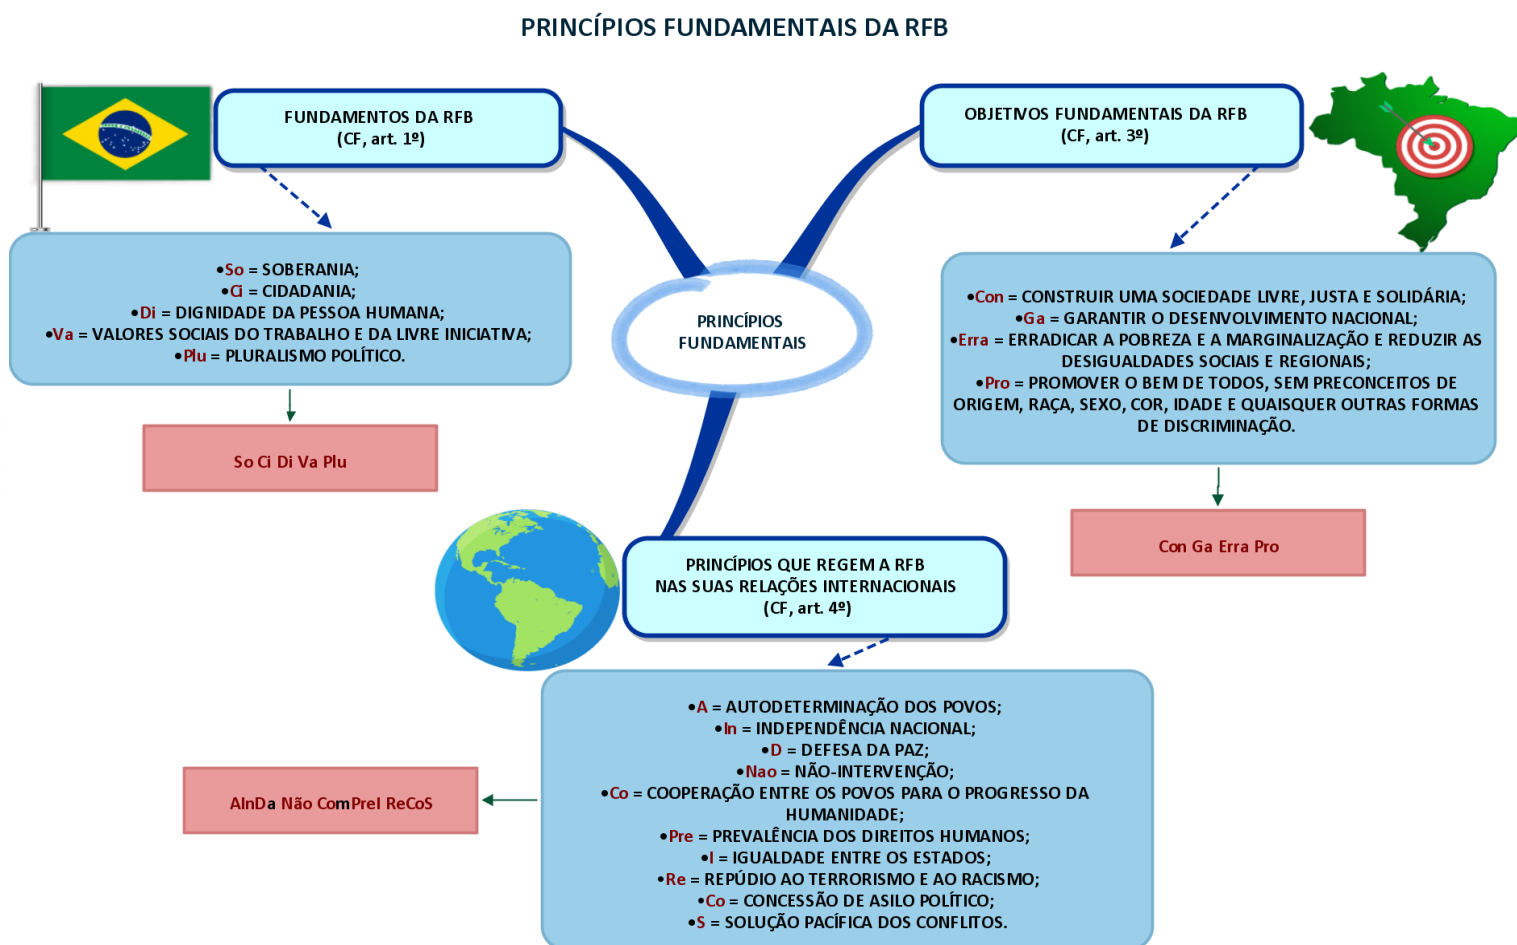 PRINCÍPIOS FUNDAMENTAIS DA RFB
FUNDAMENTOS DA RFB
(CF, art. 1º)
•So = SOBERANIA;
•Ci = CIDADANIA;
•Di = DIGNIDADE DA PESSOA HUMANA;
•Va = VALORES SOCIAIS DO TRABALHO E DA LIVRE INICIATIVA;
•Plu = PLURALISMO POLÍTICO.
So Ci Di Va Plu
OBJETIVOS FUNDAMENTAIS DA RFB
(CF, art. 3º)
•Con = CONSTRUIR UMA SOCIEDADE LIVRE, JUSTA E SOLIDÁRIA;
•Ga = GARANTIR O DESENVOLVIMENTO NACIONAL;
•Erra = ERRADICAR A POBREZA E A MARGINALIZAÇÃO E REDUZIR AS
DESIGUALDADES SOCIAIS E REGIONAIS;
•Pro = PROMOVER O BEM DE TODOS, SEM PRECONCEITOS DE
ORIGEM, RAÇA, SEXO, COR, IDADE E QUAISQUER OUTRAS FORMAS
DE DISCRIMINAÇÃO.
Con Ga Erra Pro
PRINCÍPIOS
FUNDAMENTAIS
PRINCÍPIOS QUE REGEM A RFB
NAS SUAS RELAÇÕES INTERNACIONAIS
(CF, art. 4º)
•A = AUTODETERMINAÇÃO DOS POVOS;
•In = INDEPENDÊNCIA NACIONAL;
•D = DEFESA DA PAZ;
•Nao = NÃO-INTERVENÇÃO;
•Co = COOPERAÇÃO ENTRE OS POVOS PARA O PROGRESSO DA
HUMANIDADE;
•Pre = PREVALÊNCIA DOS DIREITOS HUMANOS;
•I = IGUALDADE ENTRE OS ESTADOS;
•Re = REPÚDIO AO TERRORISMO E AO RACISMO;
•Co = CONCESSÃO DE ASILO POLÍTICO;
•S = SOLUÇÃO PACÍFICA DOS CONFLITOS.
AInDa Não ComPreI ReCoS